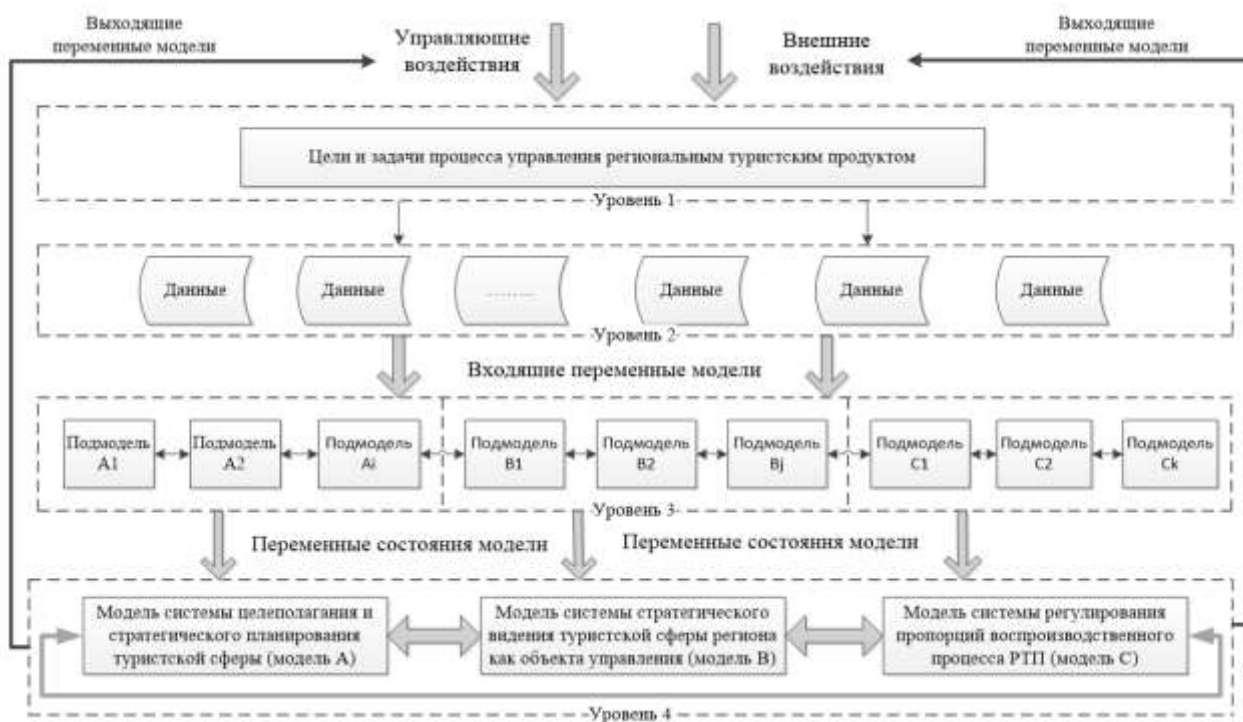 Выходящие
переменные модели
Управляющие
воздействия
Внешние
воздействия
Выходящие
переменные модели
Цели и задачи процесса управления региональным туристским продуктом
Уровень 1
Данные
Данные
.........
Данные
Данные
Данные
Уровень 2
Входящие переменные модели
Подмодель
A1
Подмодель
A2
Подмодель
Ai
Подмодель
B1
Подмодель
B2
Подмодель
Bj
Подмодель
C1
Подмодель
C2
Подмодель
Ck
Уровень 3
Переменные состояния модели
Переменные состояния модели
Модель системы целеполагания и
стратегического планирования
туристской сферы (модель А)
Модель системы стратегического
видения туристской сферы региона
как объекта управления (модель В)
Модель системы регулирования
пропорций воспроизводственного
процесса РТП (модель С)
Уровень 4